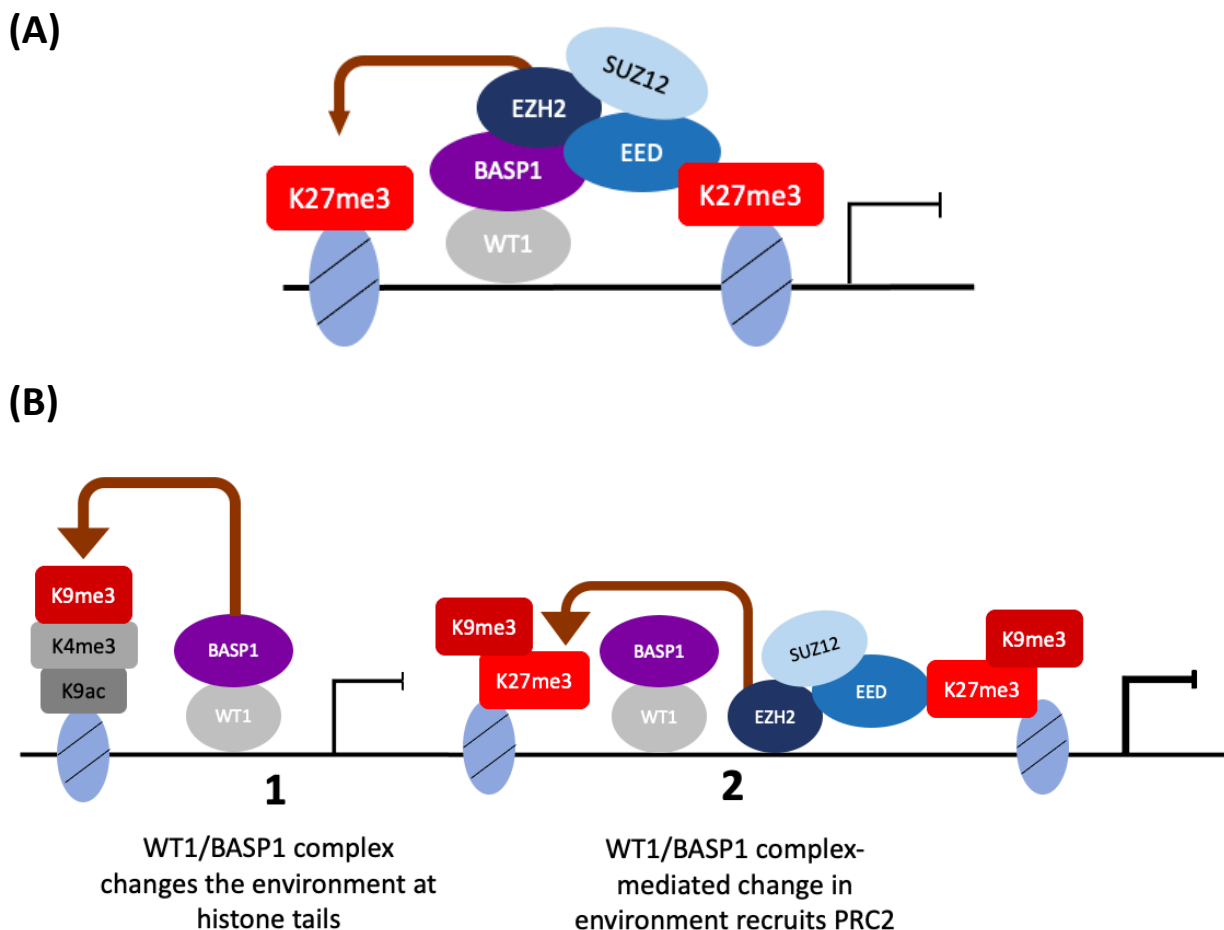 (A)
SUZ12
EZH2
EED
BASP1
K27me3
K27me3
WT1
(B)
K9me3
K4me3
K9ac
BASP1
WT1
K9me3
K27me3
BASP1
WT1
SUZ12
EZH2
EED
K9me3
K27me3
1
2
WT1/BASP1 complex
changes the environment at
histone tails
WT1/BASP1 complex-
mediated change in
environment recruits PRC2